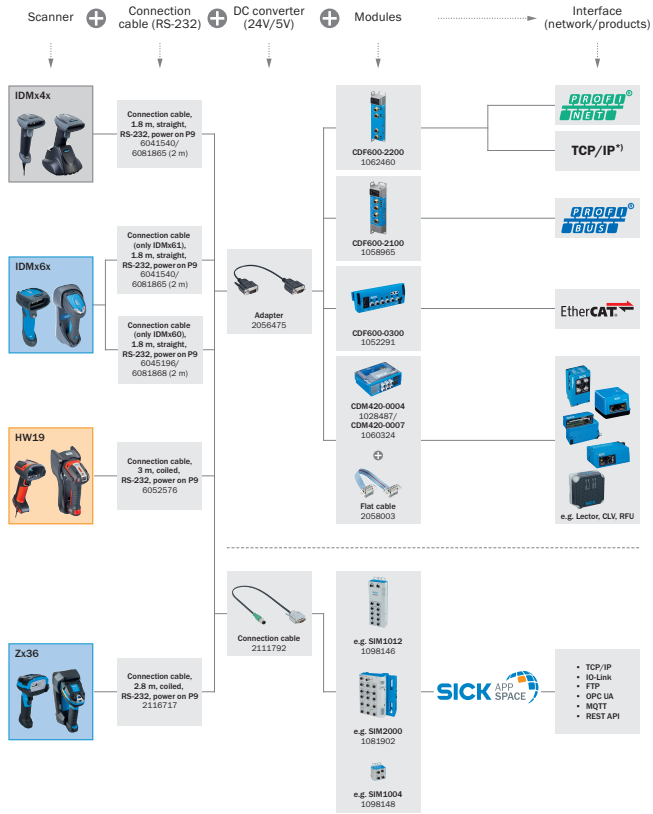 Scanner
Connection
cable (RS-232)
DC converter
(24V/5V)
Modules
Interface
(network/products)
IDMx4x
Connection cable,
1.8 m, straight,
RS-232, power on P9
6041540/
6081865 (2 m)
IDMx6x
Connection cable
(only IDMx61),
1.8 m, straight,
RS-232, power on P9
6041540/
6081865 (2 m)
Connection cable
(only IDMx60),
1.8 m, straight,
RS-232, power on P9
6045196/
6081868 (2 m)
HW19
Connection cable,
3 m, coiled,
RS-232, power on P9
6052576
Zx36
Connection cable,
2.8 m, coiled,
RS-232, power on P9
2116717
Adapter
2056475
Connection cable
2111792
CDF600-2200
1062460
CDF600-2100
1058965
CDF600-0300
1052291
CDM420-0004
1028487/
CDM420-0007
1060324
Flat cable
2058003
e.g. SIM1012
1098146
e.g. SIM2000
1081902
e.g. SIM1004
1098148
PROFI
NET
TCP/IP*)
PROFI
BUS
EtherCAT
e.g. Lector, CLV, RFU
SICK APP
SPACE
• TCP/IP
• IO-Link
• FTP
• OPC UA
• MQTT
• REST API